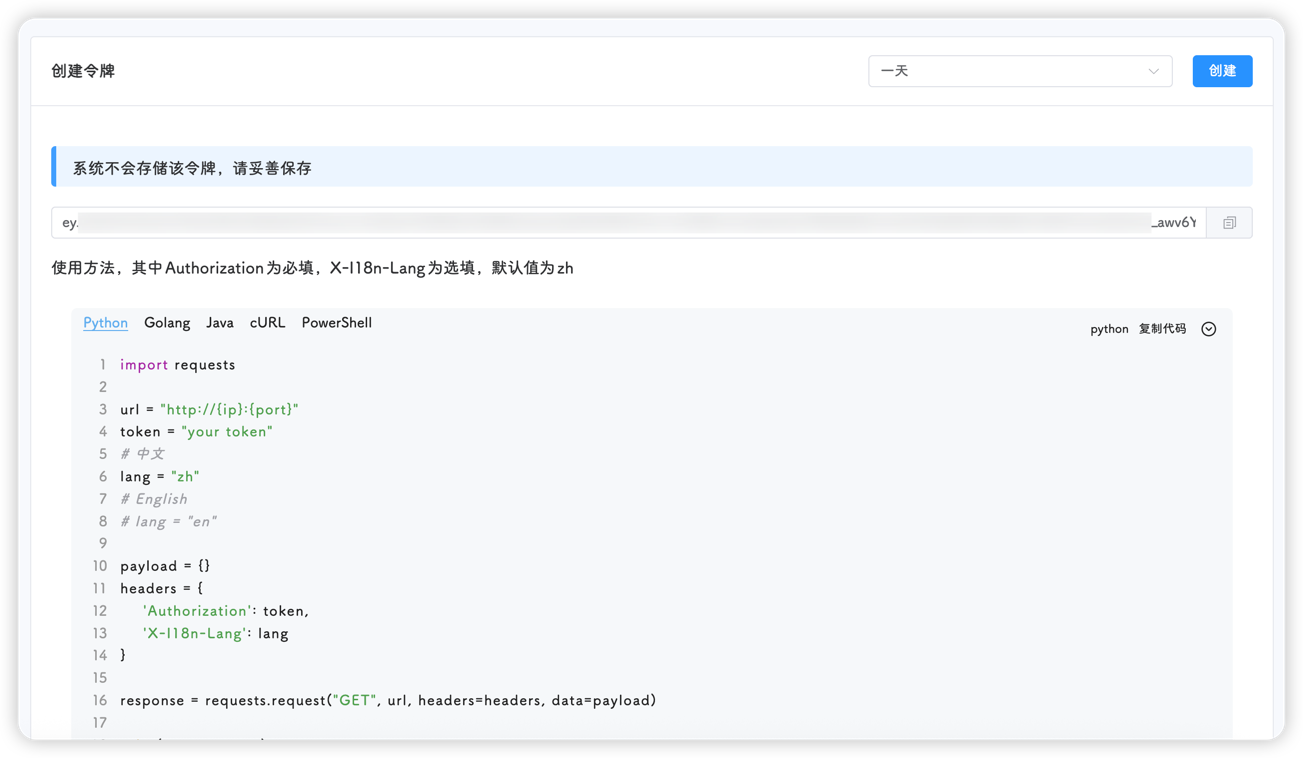 创建令牌
一天
创建
系统不会存储该令牌，请妥善保存
ey. _awv6Y
使用方法，其中Authorization为必填，X-I18n-Lang为选填，默认值为zh
Python Golang Java cURL PowerShell
python 复制代码
1 import requests
2
3 url = "http://{ip}:{port}"
4 token = "your token"
5 # 中文
6 lang = "zh"
7 # English
8 # lang = "en"
9
10 payload = {}
11 headers = {
12 'Authorization': token,
13 'X-I18n-Lang': lang
14 }
15
16 response = requests.request("GET", url, headers=headers, data=payload)
17